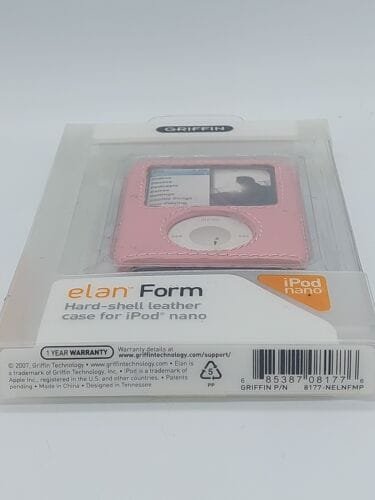 GRIFFIN
MENU
elan™ Form
Hard-shell leather
case for iPod® nano
iPod
nano
1 YEAR WARRANTY
Warranty details at
www.griffintechnology.com/support/
© 2007, Griffin Technology • www.griffintechnology.com • Elan is
a trademark of Griffin Technology, Inc. • iPod is a trademark of
Apple Inc., registered in the U.S. and other countries. • Patents
pending • Made in China • Designed in Tennessee
5
PP
6 85387 08177 6
GRIFFIN P/N 8177-NELNFMP